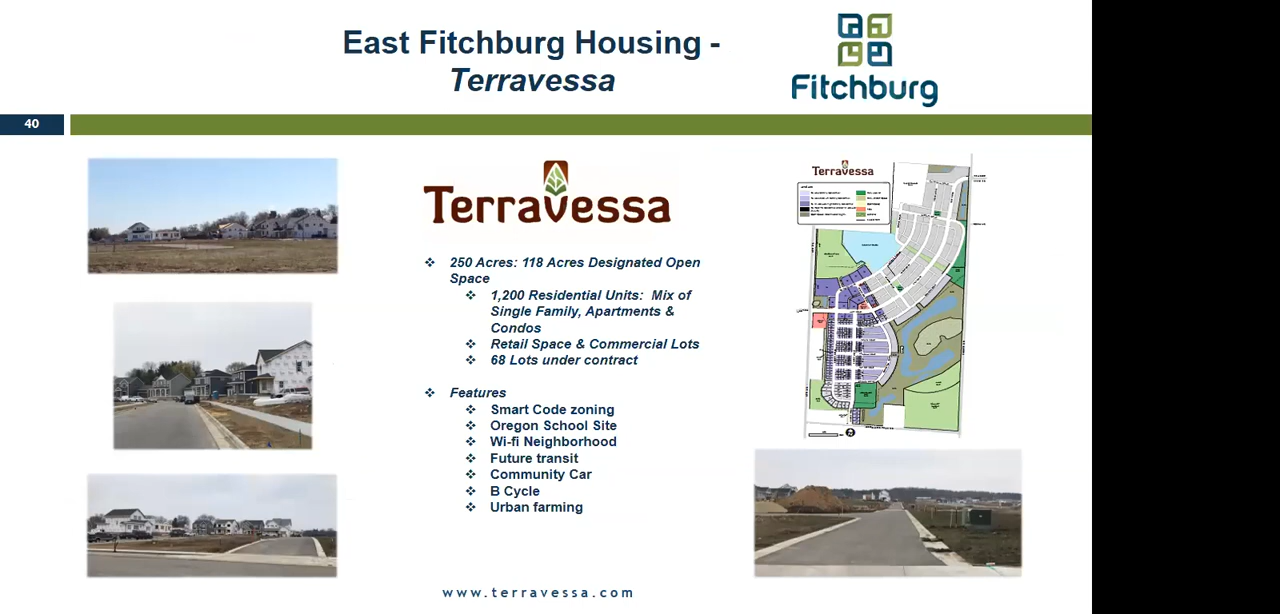 East Fitchburg Housing -
Terravessa
Fitchburg
40
Terravessa
❖ 250 Acres: 118 Acres Designated Open
Space
❖ 1,200 Residential Units: Mix of
Single Family, Apartments &
Condos
❖ Retail Space & Commercial Lots
❖ 68 Lots under contract
❖ Features
❖ Smart Code zoning
❖ Oregon School Site
❖ Wi-fi Neighborhood
❖ Future transit
❖ Community Car
❖ B Cycle
❖ Urban farming
Terravessa
www.terravessa.com